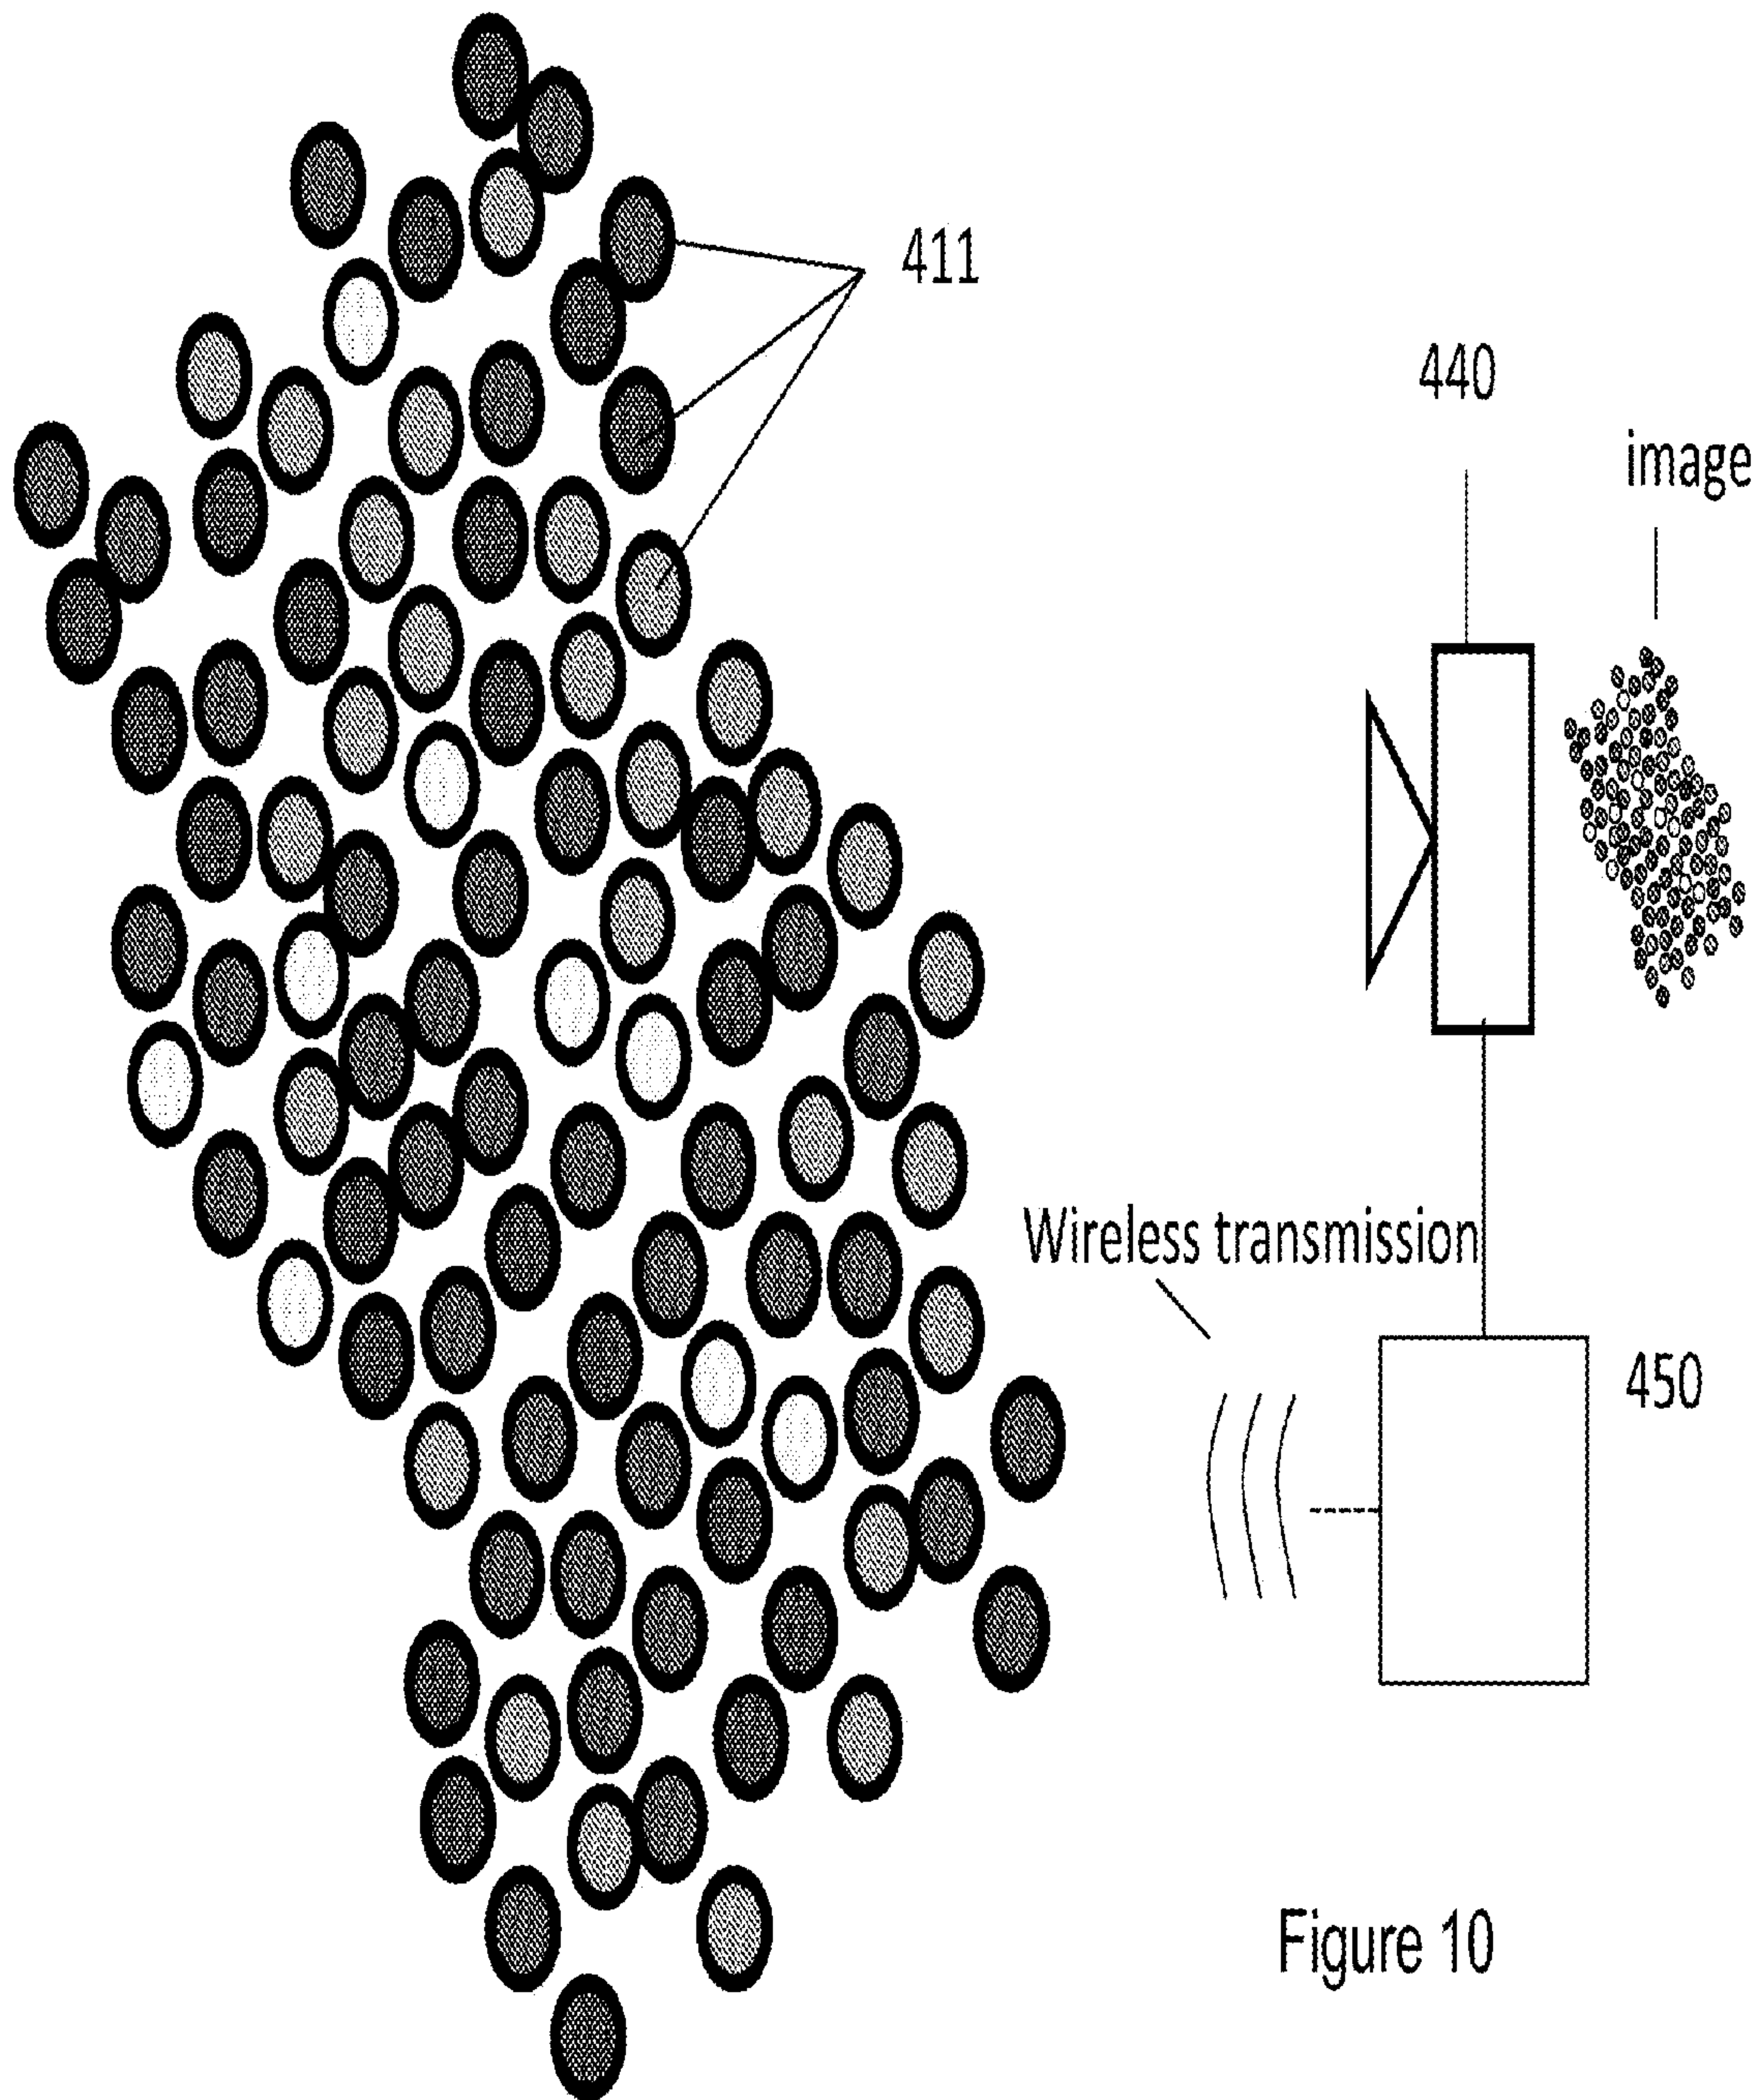 411
440
image
Wireless transmission
450
Figure 10